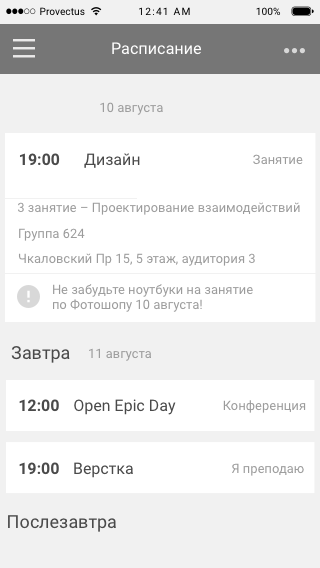 Provectus 12:41 AM 100%
Расписание
10 августа
19:00 Дизайн Занятие
3 занятие – Проектирование взаимодействий
Группа 624
Чкаловский Пр 15, 5 этаж, аудитория 3
Не забудьте ноутбуки на занятие
по Фотошопу 10 августа!
Завтра 11 августа
12:00 Open Epic Day Конференция
19:00 Верстка Я преподаю
Послезавтра